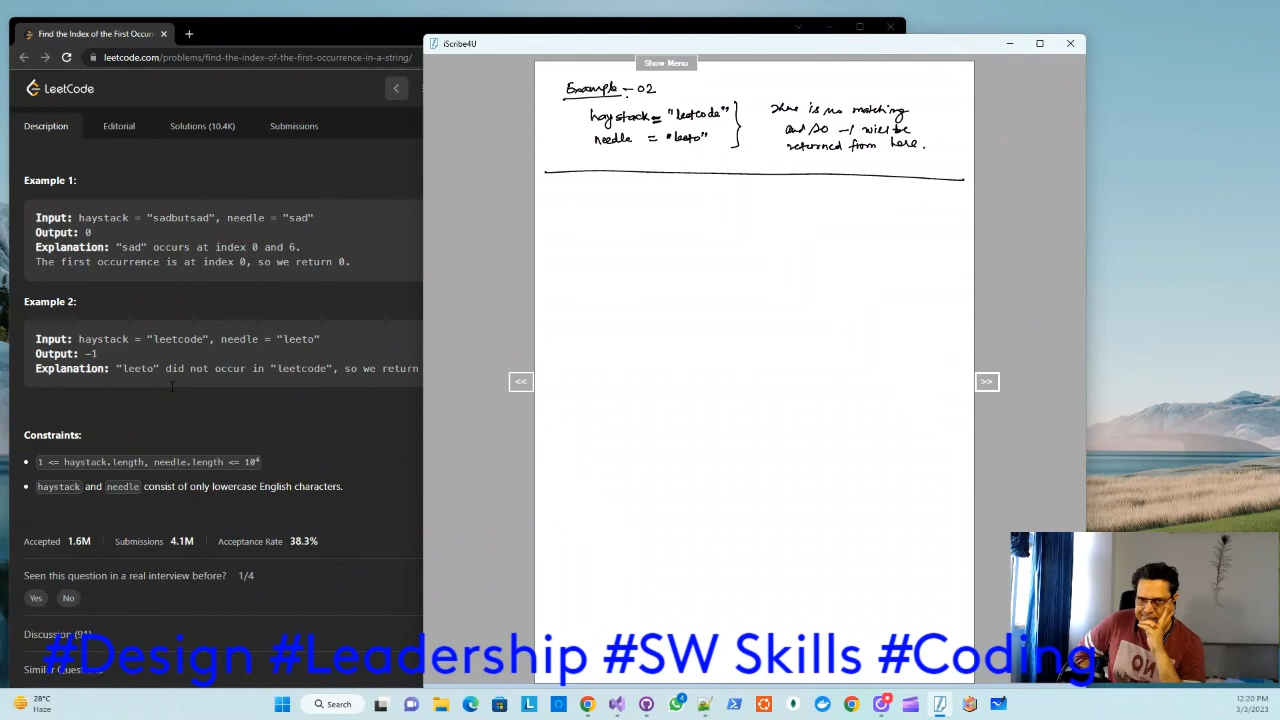 Find the Index of the First Occurr
leetcode.com/problems/find-the-index-of-the-first-occurrence-in-a-string/
LeetCode
Description
Editorial
Solutions (10.4K)
Submissions
Example 1:
Input: haystack = "sadbutsad", needle = "sad"
Output: 0
Explanation: "sad" occurs at index 0 and 6.
The first occurrence is at index 0, so we return 0.
Example 2:
Input: haystack = "leetcode", needle = "leeto"
Output: -1
Explanation: "leeto" did not occur in "leetcode", so we return
Constraints:
1 <= haystack.length, needle.length <= 10⁴
haystack and needle consist of only lowercase English characters.
Accepted 1.6M Submissions 4.1M Acceptance Rate 38.3%
Seen this question in a real interview before? 1/4
Yes No
Discussion (91)
Similar Ques
iScribe4U
Show Menu
Example - 02
haystack = "leetcode"
needle = "leeto"
There is no matching
and so -1 will be
returned from here.
<<
>>
NO
#Design #Leadership #SW Skills #Coding
28°C
Haze
Search
4
12:20 PM
3/3/2023